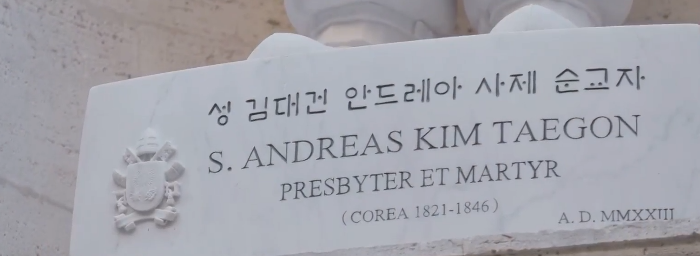 성 김대건 안드레아 사제 순교자
S. ANDREAS KIM TAEGON
PRESBYTER ET MARTYR
(COREA 1821-1846)
A. D. MMXXIII